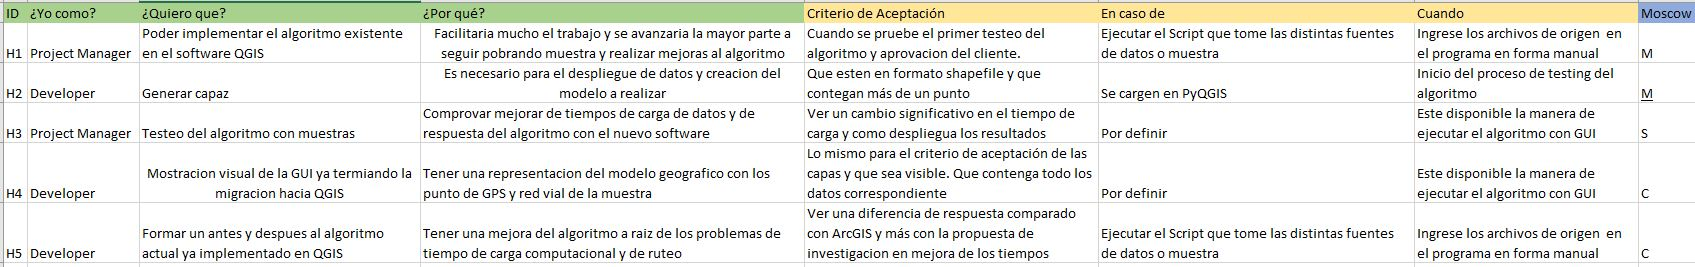 ID ¿Yo como? ¿Quiero que? ¿Por qué? Criterio de Aceptación En caso de Cuando Moscow
H1 Project Manager
Poder implementar el algoritmo existente
en el software QGIS
Facilitaria mucho el trabajo y se avanzaria la mayor parte a
seguir pobrando muestra y realizar mejoras al algoritmo
Cuando se pruebe el primer testeo del
algoritmo y aprovacion del cliente.
Ejecutar el Script que tome las distintas fuentes
de datos o muestra
Ingrese los archivos de origen en
el programa en forma manual
M
H2 Developer
Generar capaz
Es necesario para el despliegue de datos y creacion del
modelo a realizar
Que esten en formato shapefile y que
contegan más de un punto
Se cargen en PyQGIS
Inicio del proceso de testing del
algoritmo
M
H3 Project Manager
Testeo del algoritmo con muestras
Comprovar mejorar de tiempos de carga de datos y de
respuesta del algoritmo con el nuevo software
Ver un cambio significativo en el tiempo de
carga y como despliegua los resultados
Por definir
Este disponible la manera de
ejecutar el algoritmo con GUI
S
H4 Developer
Mostracion visual de la GUI ya termiando la
migracion hacia QGIS
Tener una representacion del modelo geografico con los
punto de GPS y red vial de la muestra
Lo mismo para el criterio de aceptación de las
capas y que sea visible. Que contenga todo los
datos correspondiente
Por definir
Este disponible la manera de
ejecutar el algoritmo con GUI
C
H5 Developer
Formar un antes y despues al algoritmo
actual ya implementado en QGIS
Tener una mejora del algoritmo a raiz de los problemas de
tiempo de carga computacional y de ruteo
Ver una diferencia de respuesta comparado
con ArcGIS y más con la propuesta de
investigacion en mejora de los tiempos
Ejecutar el Script que tome las distintas fuentes
de datos o muestra
Ingrese los archivos de origen en
el programa en forma manual
C